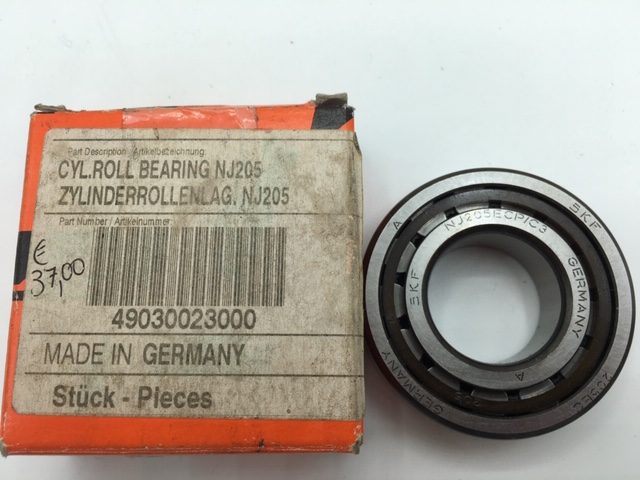 Part Description / Artikelbezeichnung
CYL.ROLL BEARING NJ205
ZYLINDERROLLENLAG. NJ205
Part Number / Artikelnummer
€
37,00
49030023000
MADE IN GERMANY
Stück - Pieces
A
SKF
NJ205ECP/C3
SKF
GERMANY
A
GERMANY
205EC